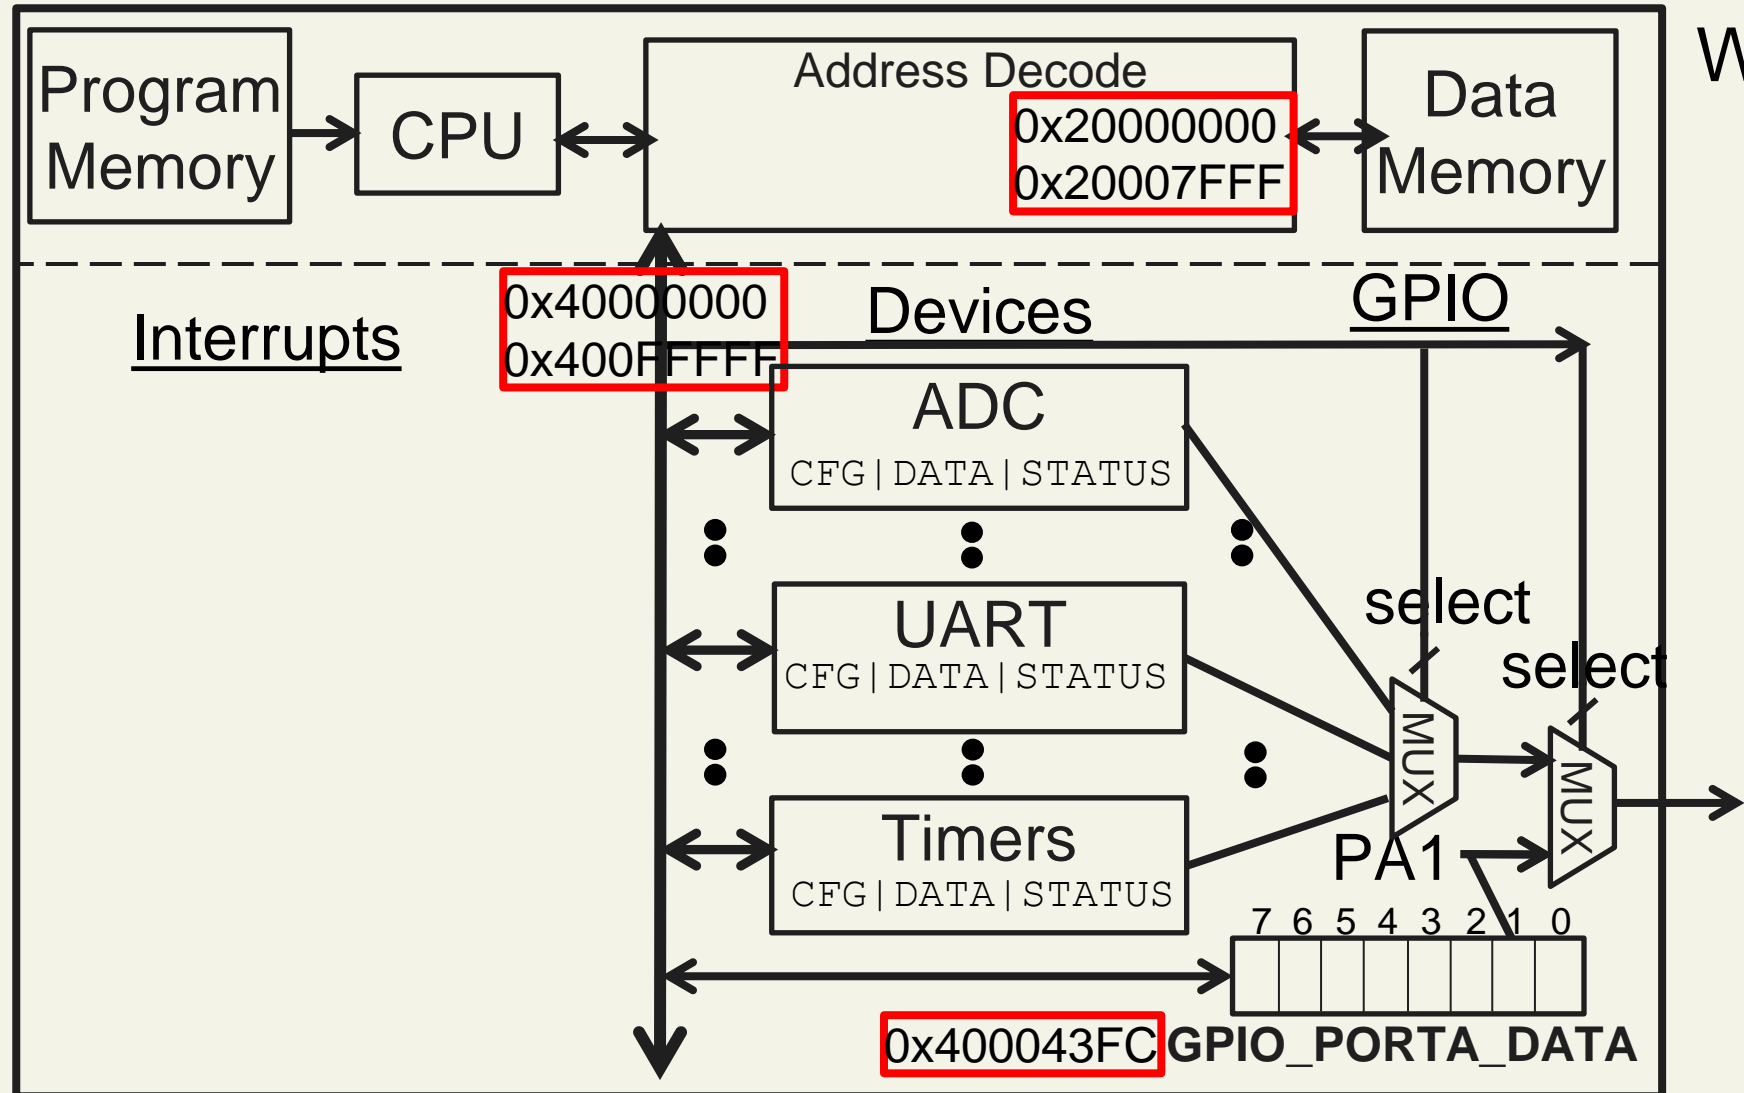 Program
Memory
CPU
Address Decode
0x20000000
0x20007FFF
Data
Memory
W
Interrupts
0x40000000
0x400FFFFF
Devices
GPIO
ADC
CFG|DATA|STATUS
UART
CFG|DATA|STATUS
Timers
CFG|DATA|STATUS
select
select
MUX
MUX
PA1
7 6 5 4 3 2 1 0
0x400043FC GPIO_PORTA_DATA